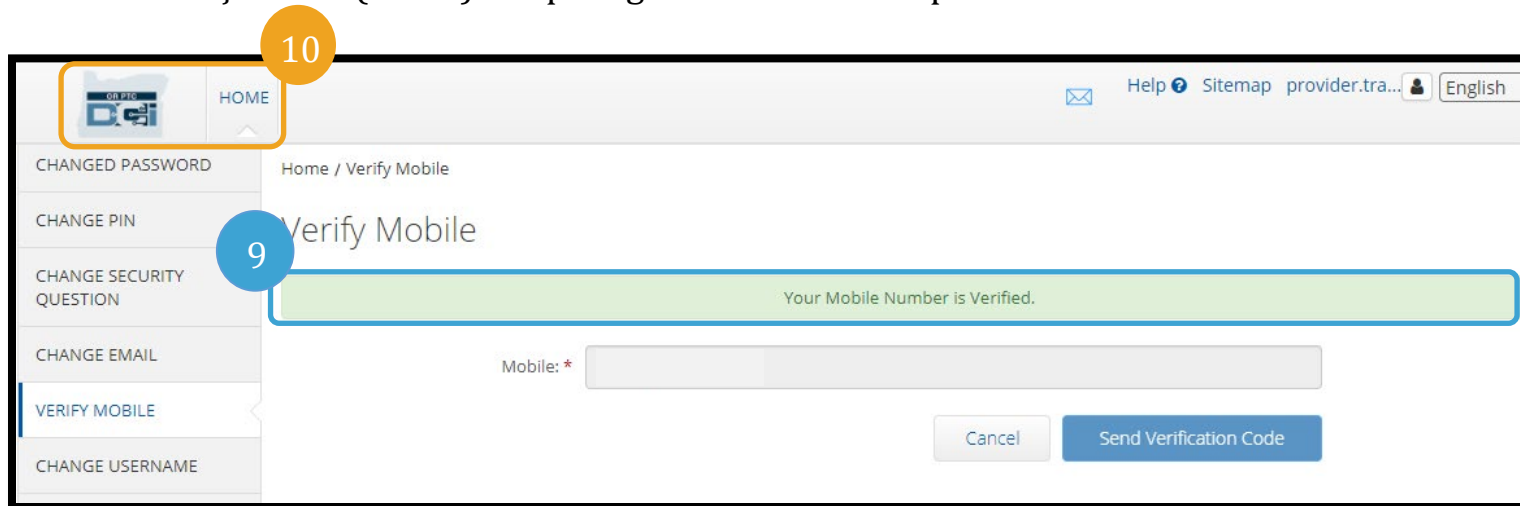 10
OR PTC
DCI
HOME
Help ? Sitemap provider.tra... English
CHANGED PASSWORD
Home / Verify Mobile
CHANGE PIN
Verify Mobile
9
CHANGE SECURITY
QUESTION
Your Mobile Number is Verified.
CHANGE EMAIL
Mobile: *
VERIFY MOBILE
Cancel Send Verification Code
CHANGE USERNAME